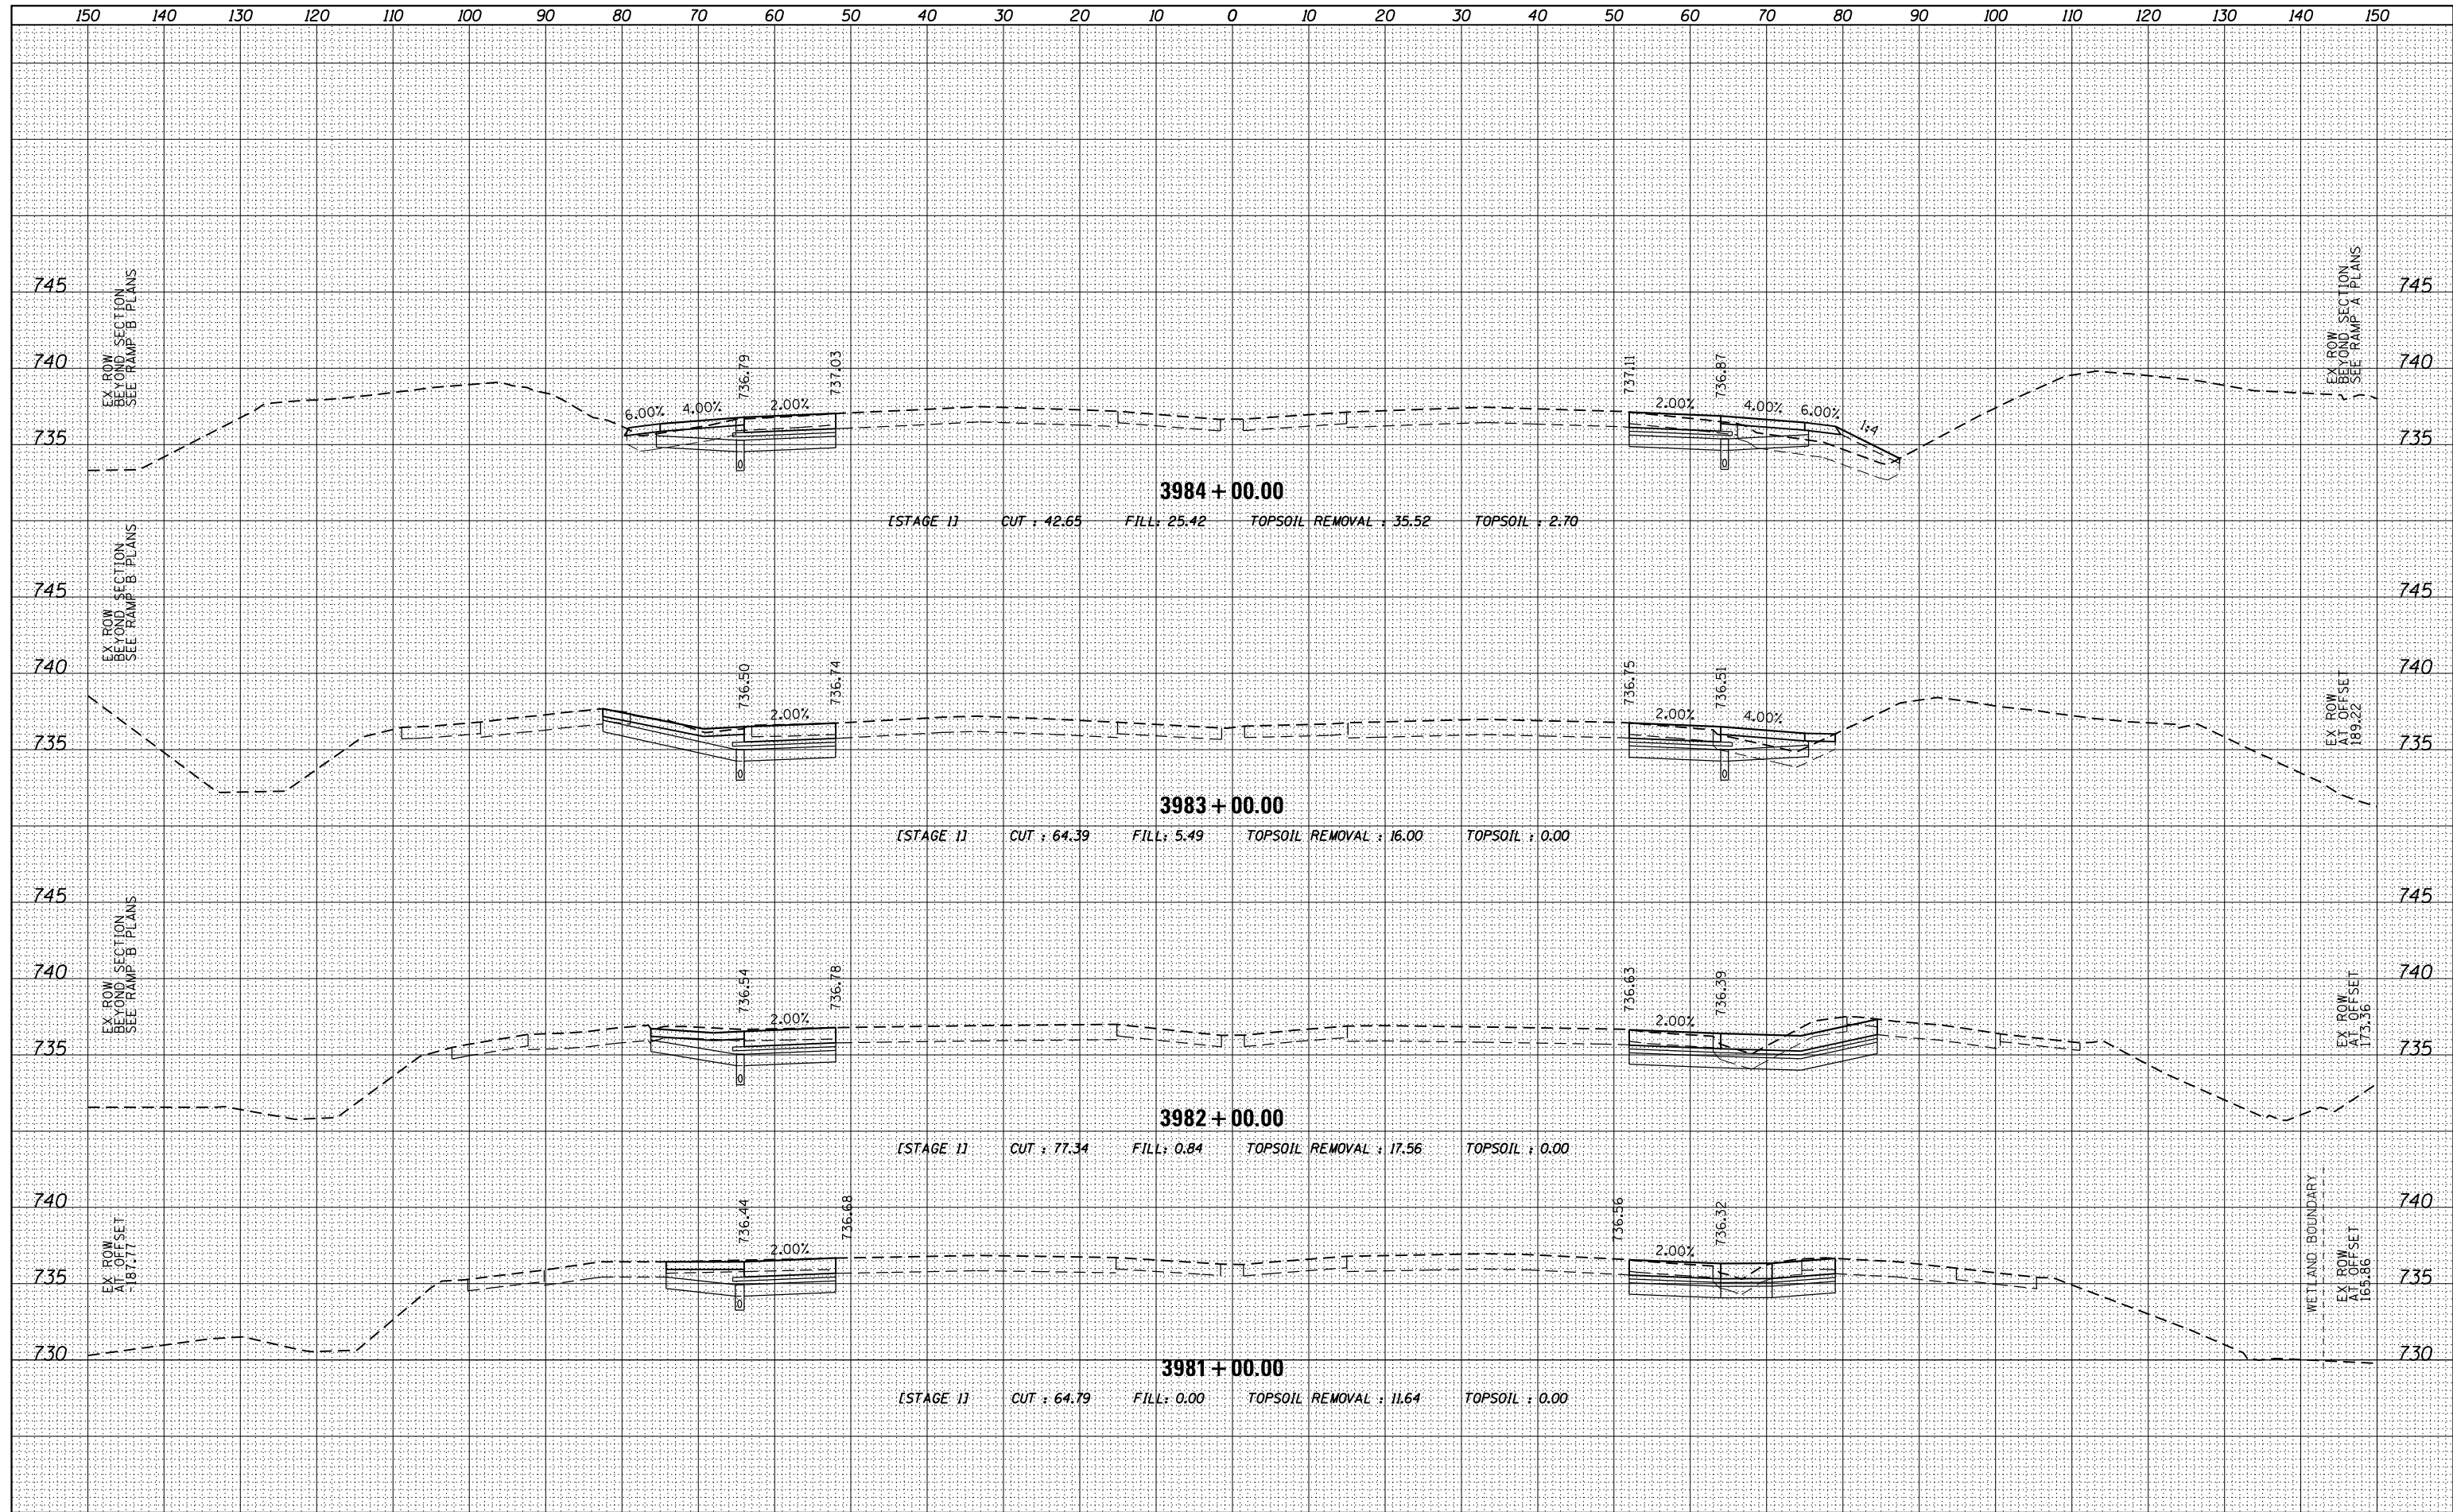 150 140 130 120 110 100 90 80 70 60 50 40 30 20 10 0 10 20 30 40 50 60 70 80 90 100 110 120 130 140 150
745 745
EX ROW
BEYOND SECTION
SEE RAMP B PLANS
EX ROW
BEYOND SECTION
SEE RAMP A PLANS
740 740
736.79 737.03 737.11 736.87
6.00% 4.00% 2.00% 2.00% 4.00% 6.00% 1:4
735 735
3984+00.00
[STAGE 1] CUT : 42.65 FILL: 25.42 TOPSOIL REMOVAL : 35.52 TOPSOIL : 2.70
EX ROW
BEYOND SECTION
SEE RAMP B PLANS
745 745
740 740
736.50 736.74 736.75 736.51
EX ROW
AT OFFSET
189.22
2.00% 2.00% 4.00%
735 735
3983+00.00
[STAGE 1] CUT : 64.39 FILL: 5.49 TOPSOIL REMOVAL : 16.00 TOPSOIL : 0.00
745 745
EX ROW
BEYOND SECTION
SEE RAMP B PLANS
740 740
736.54 736.78 736.63 736.39
EX ROW
AT OFFSET
173.36
2.00% 2.00%
735 735
3982+00.00
[STAGE 1] CUT : 77.34 FILL: 0.84 TOPSOIL REMOVAL : 17.56 TOPSOIL : 0.00
740 740
EX ROW
AT OFFSET
-187.77
736.44 736.68 736.56 736.32
WETLAND BOUNDARY
EX ROW
AT OFFSET
165.86
2.00% 2.00%
735 735
730 730
3981+00.00
[STAGE 1] CUT : 64.79 FILL: 0.00 TOPSOIL REMOVAL : 11.64 TOPSOIL : 0.00